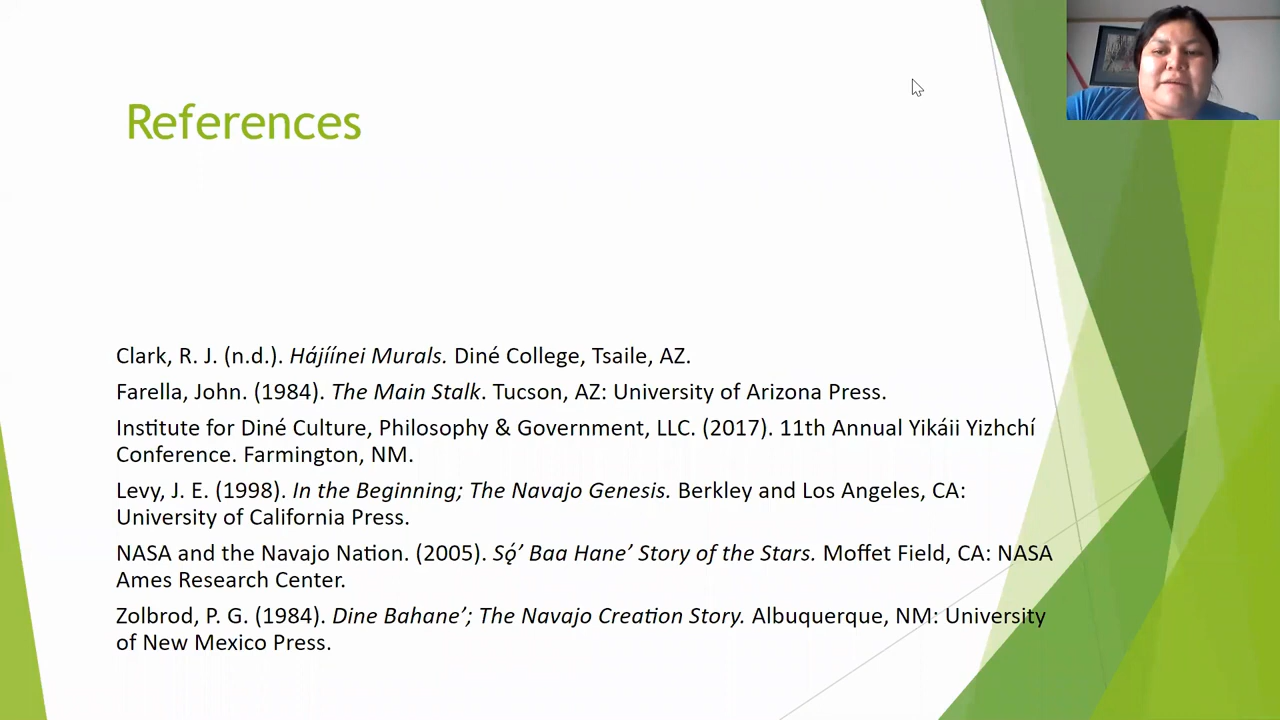 References
Clark, R. J. (n.d.). Hájíínei Murals. Diné College, Tsaile, AZ.
Farella, John. (1984). The Main Stalk. Tucson, AZ: University of Arizona Press.
Institute for Diné Culture, Philosophy & Government, LLC. (2017). 11th Annual Yikáii Yizhchí
Conference. Farmington, NM.
Levy, J. E. (1998). In the Beginning; The Navajo Genesis. Berkley and Los Angeles, CA:
University of California Press.
NASA and the Navajo Nation. (2005). Sǫ́’ Baa Hane’ Story of the Stars. Moffet Field, CA: NASA
Ames Research Center.
Zolbrod, P. G. (1984). Dine Bahane’; The Navajo Creation Story. Albuquerque, NM: University
of New Mexico Press.